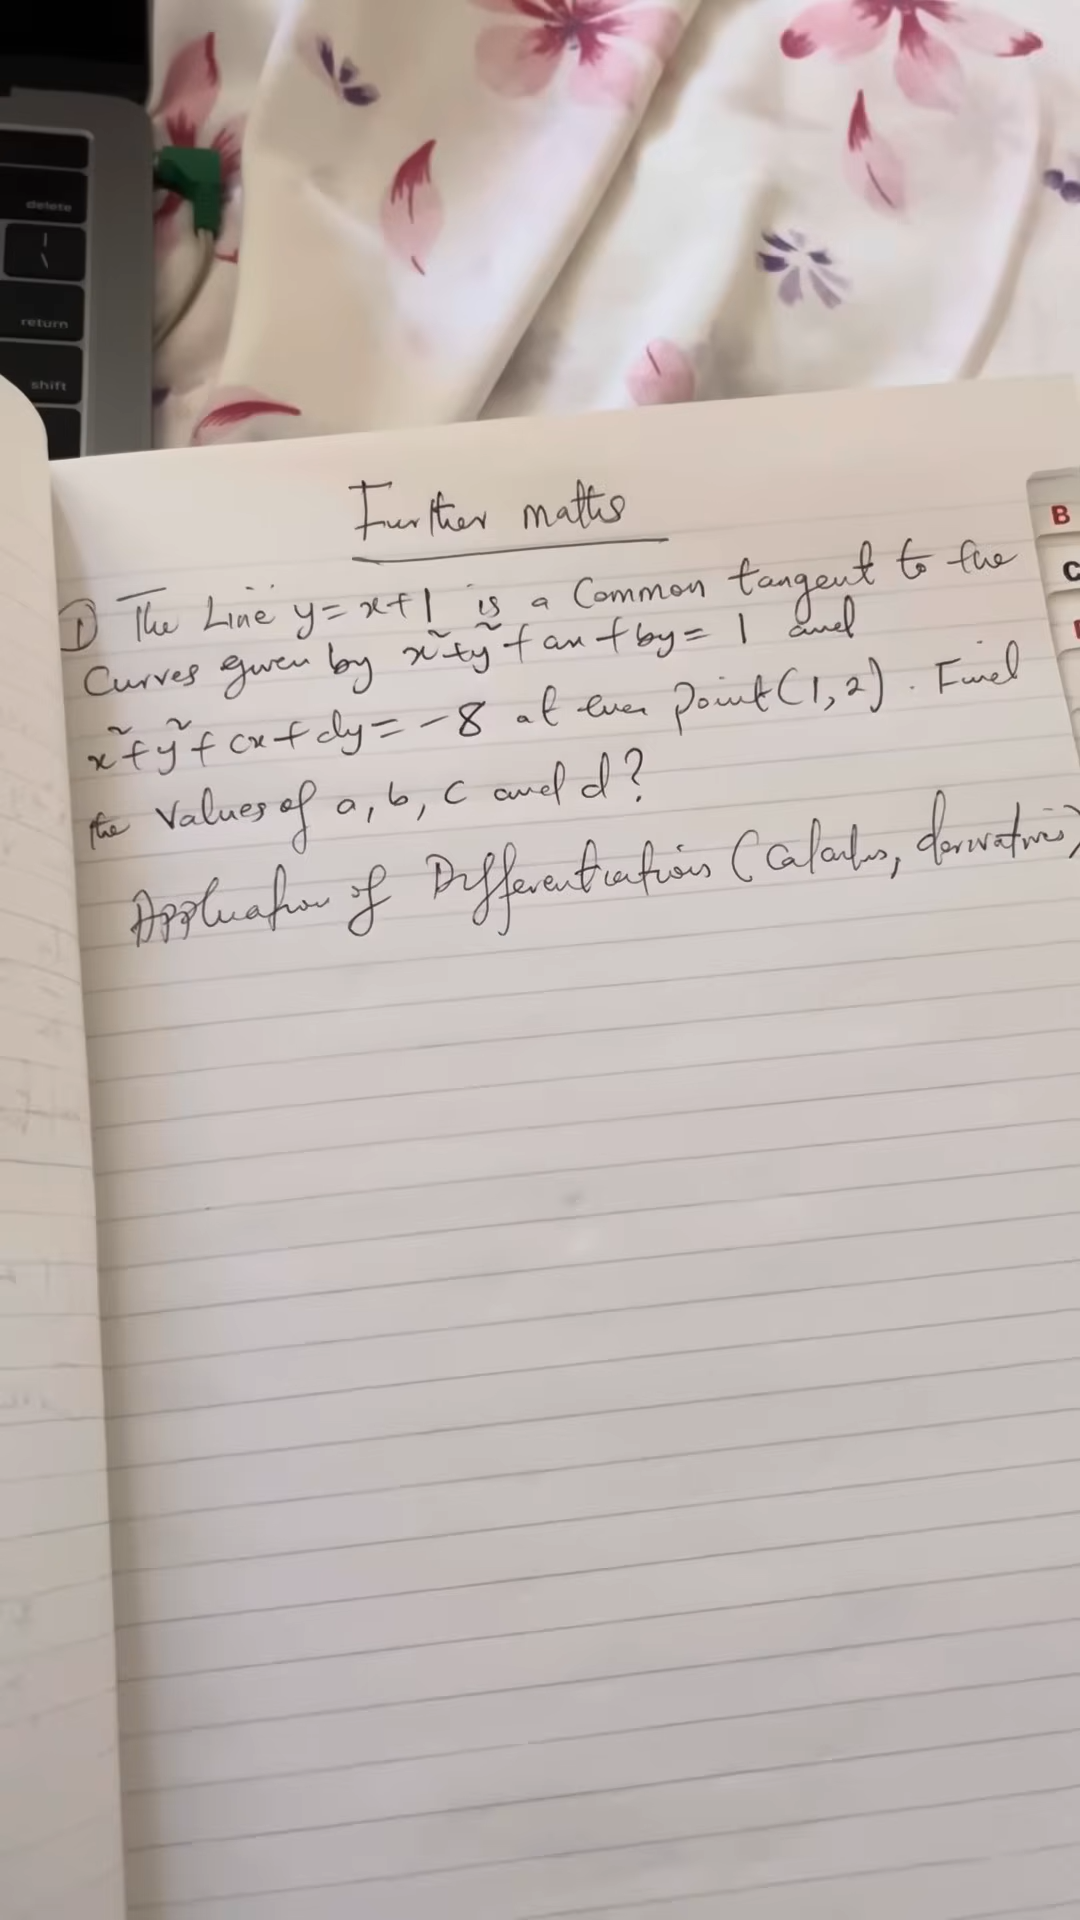 delete
|
\
return
shift
Further maths
B
C
① The Line y = x+1 is a Common tangent to the
Curves given by x²+y²+ax+by = 1 and
x²+y²+cx+dy = -8 at point (1,2). Find
the values of a, b, c and d?
Application of Differentiations (Calculus, derivatives)